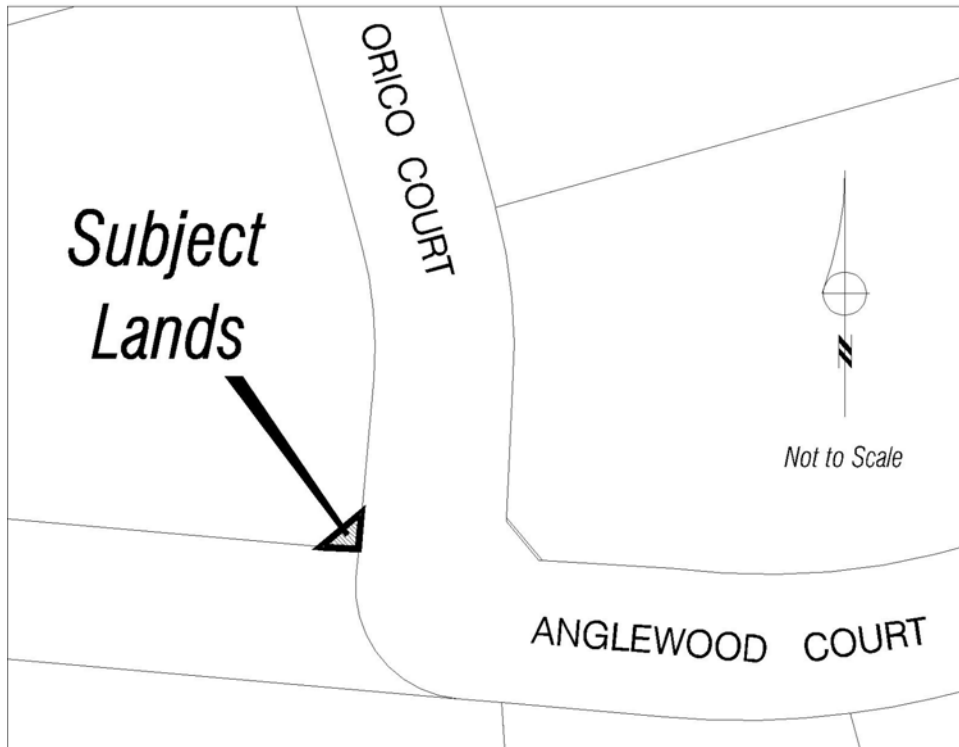 ORICO COURT
Subject
Lands
N
Not to Scale
ANGLEWOOD COURT